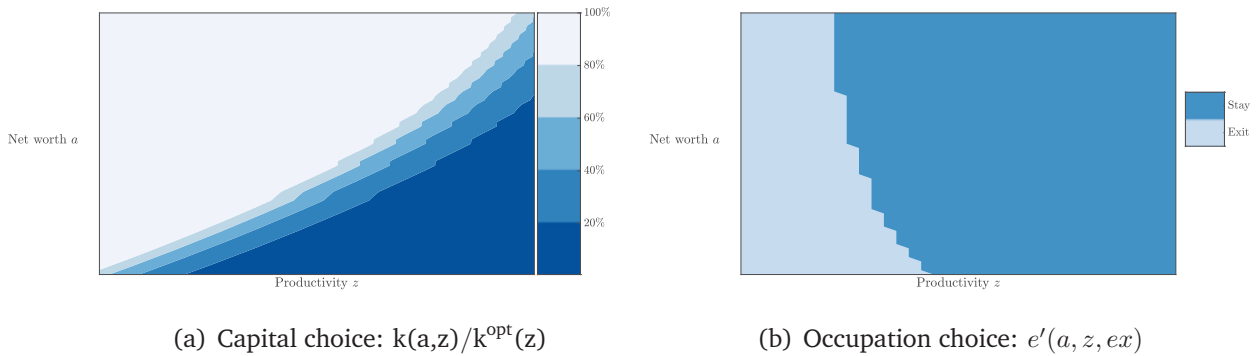 100%
80%
60%
40%
20%
Net worth a
Productivity z
(a) Capital choice: k(a,z)/k^opt(z)
Net worth a
Stay
Exit
Productivity z
(b) Occupation choice: e′(a, z, ex)